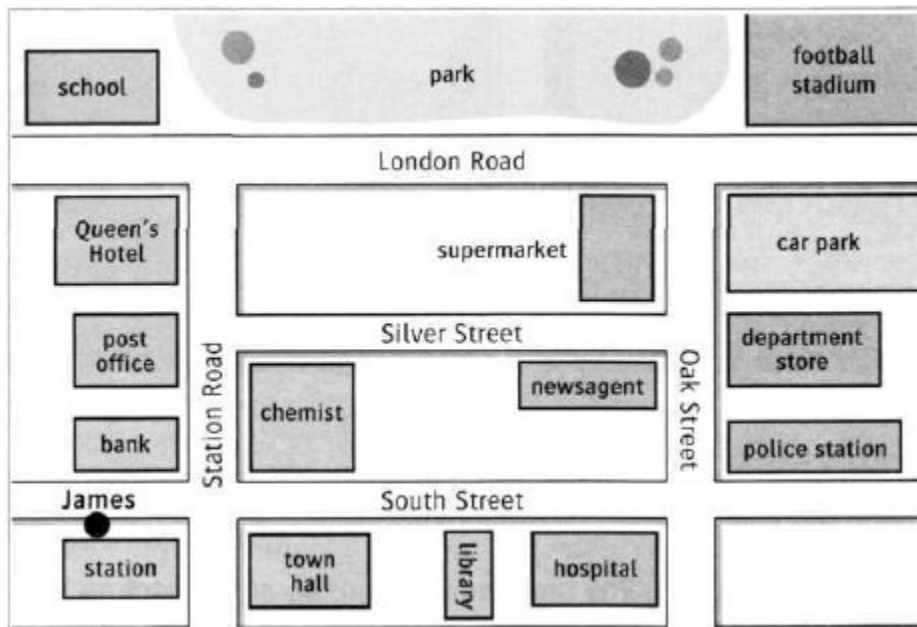 school
park
football
stadium
London Road
Queen's
Hotel
supermarket
car park
post
office
Station Road
Silver Street
Oak Street
department
store
chemist
newsagent
bank
police station
James
South Street
station
town
hall
library
hospital